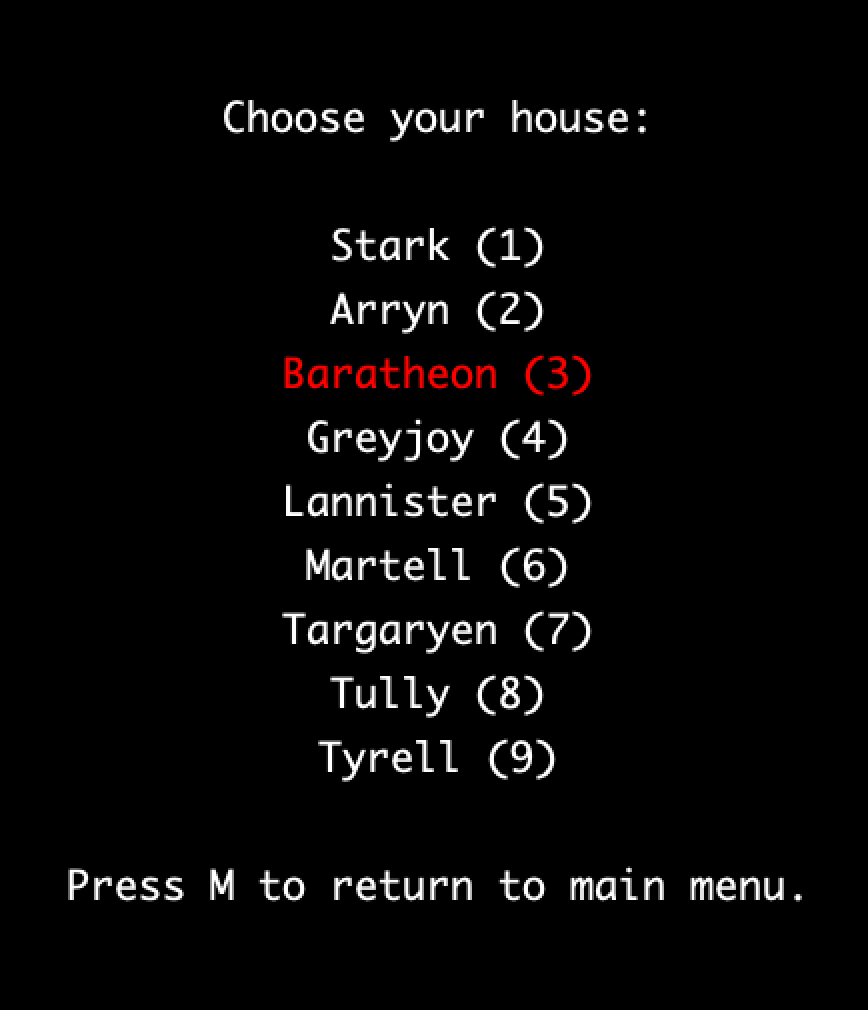 Choose your house:
Stark (1)
Arryn (2)
Baratheon (3)
Greyjoy (4)
Lannister (5)
Martell (6)
Targaryen (7)
Tully (8)
Tyrell (9)
Press M to return to main menu.